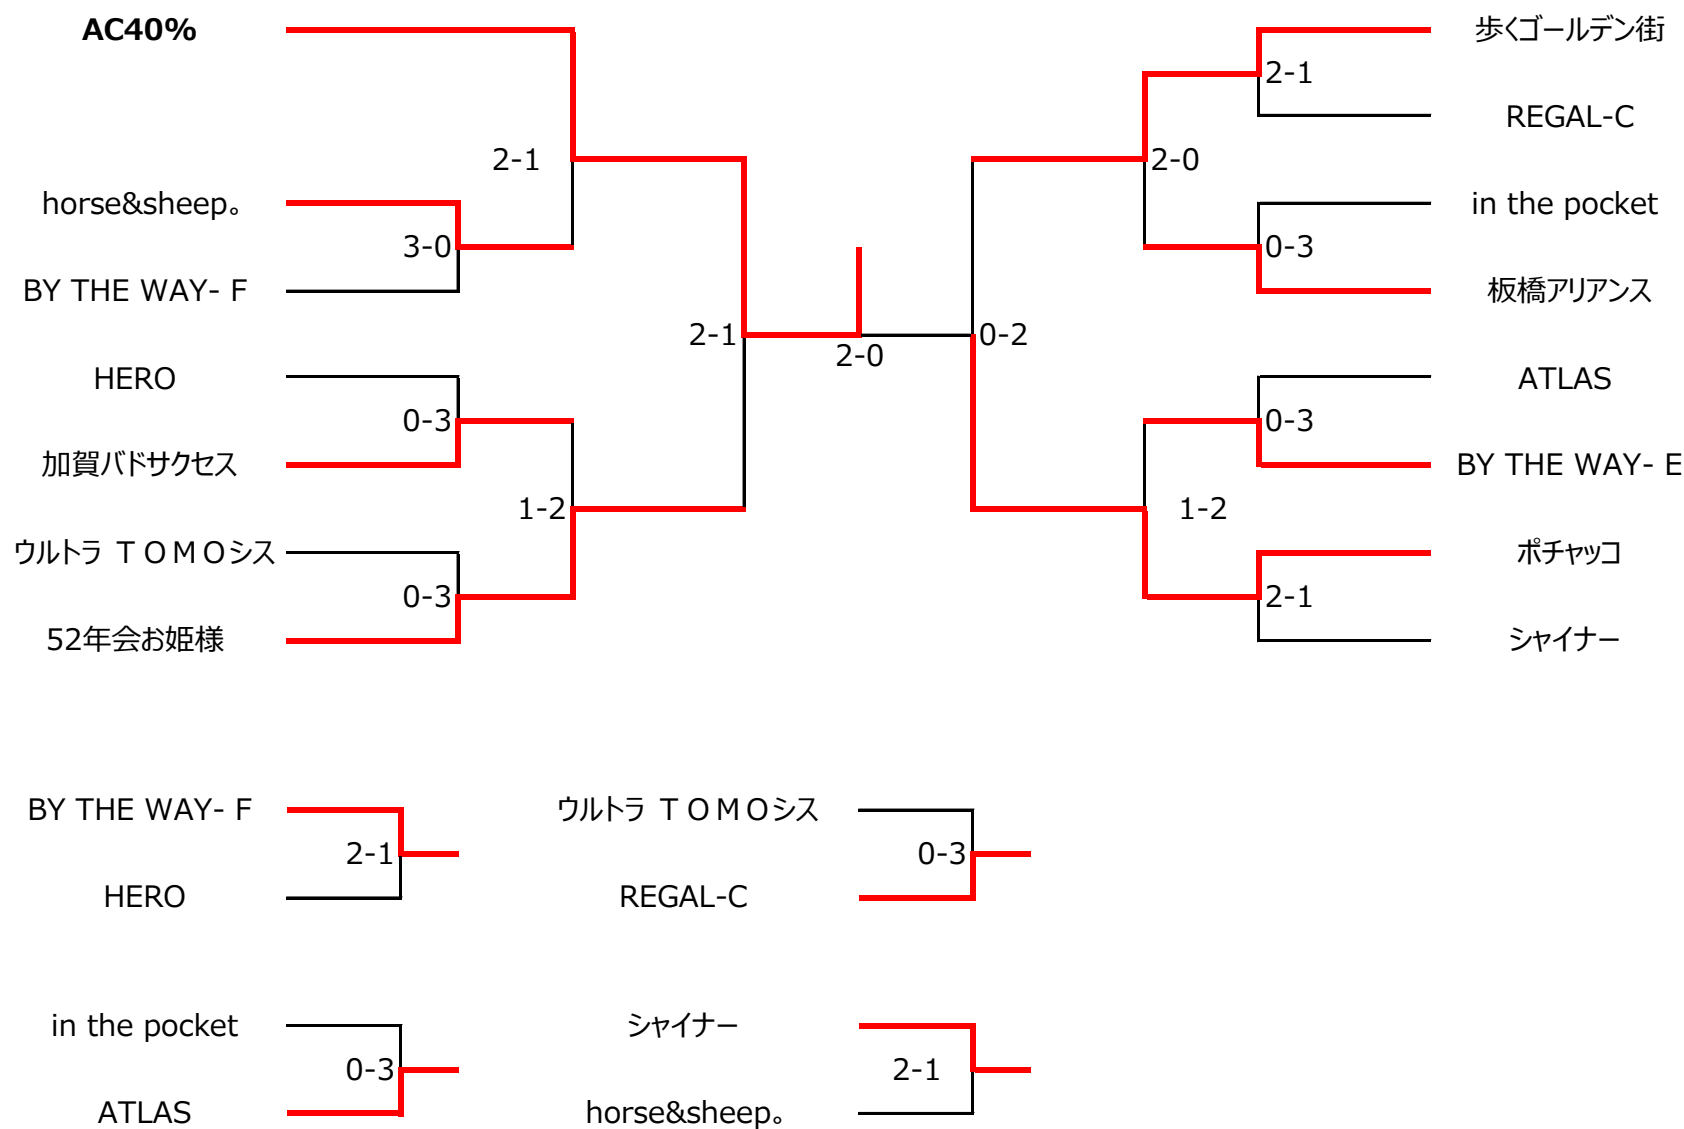 AC40%
歩くゴールデン街
2-1
REGAL-C
2-1
2-0
horse&sheep。
in the pocket
3-0
0-3
BY THE WAY- F
板橋アリアンス
2-1
0-2
2-0
HERO
ATLAS
0-3
0-3
加賀バドサクセス
BY THE WAY- E
1-2
1-2
ウルトラ ＴＯＭＯシス
ポチャッコ
0-3
2-1
52年会お姫様
シャイナー
BY THE WAY- F
ウルトラ ＴＯＭＯシス
2-1
0-3
HERO
REGAL-C
in the pocket
シャイナー
0-3
2-1
ATLAS
horse&sheep。